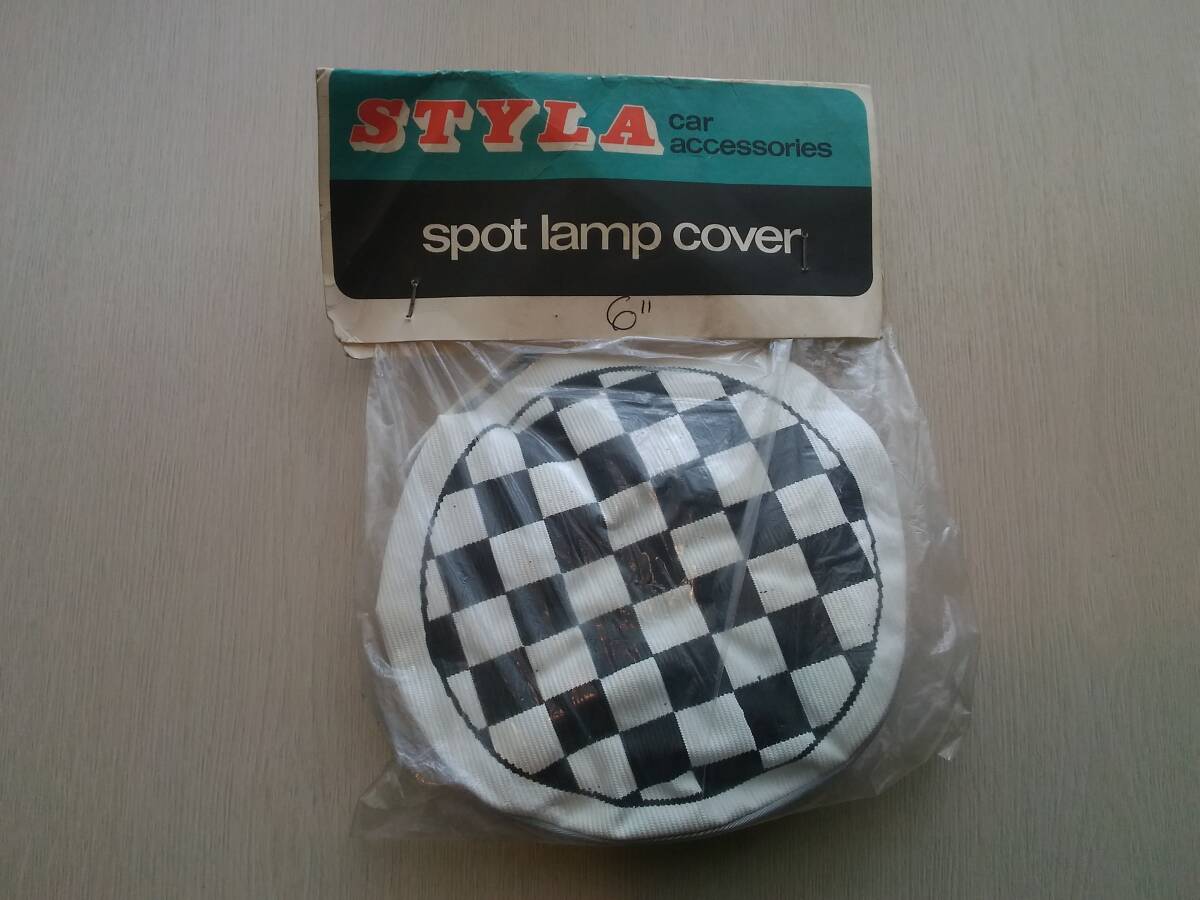 STYLA car
accessories
spot lamp cover
6"